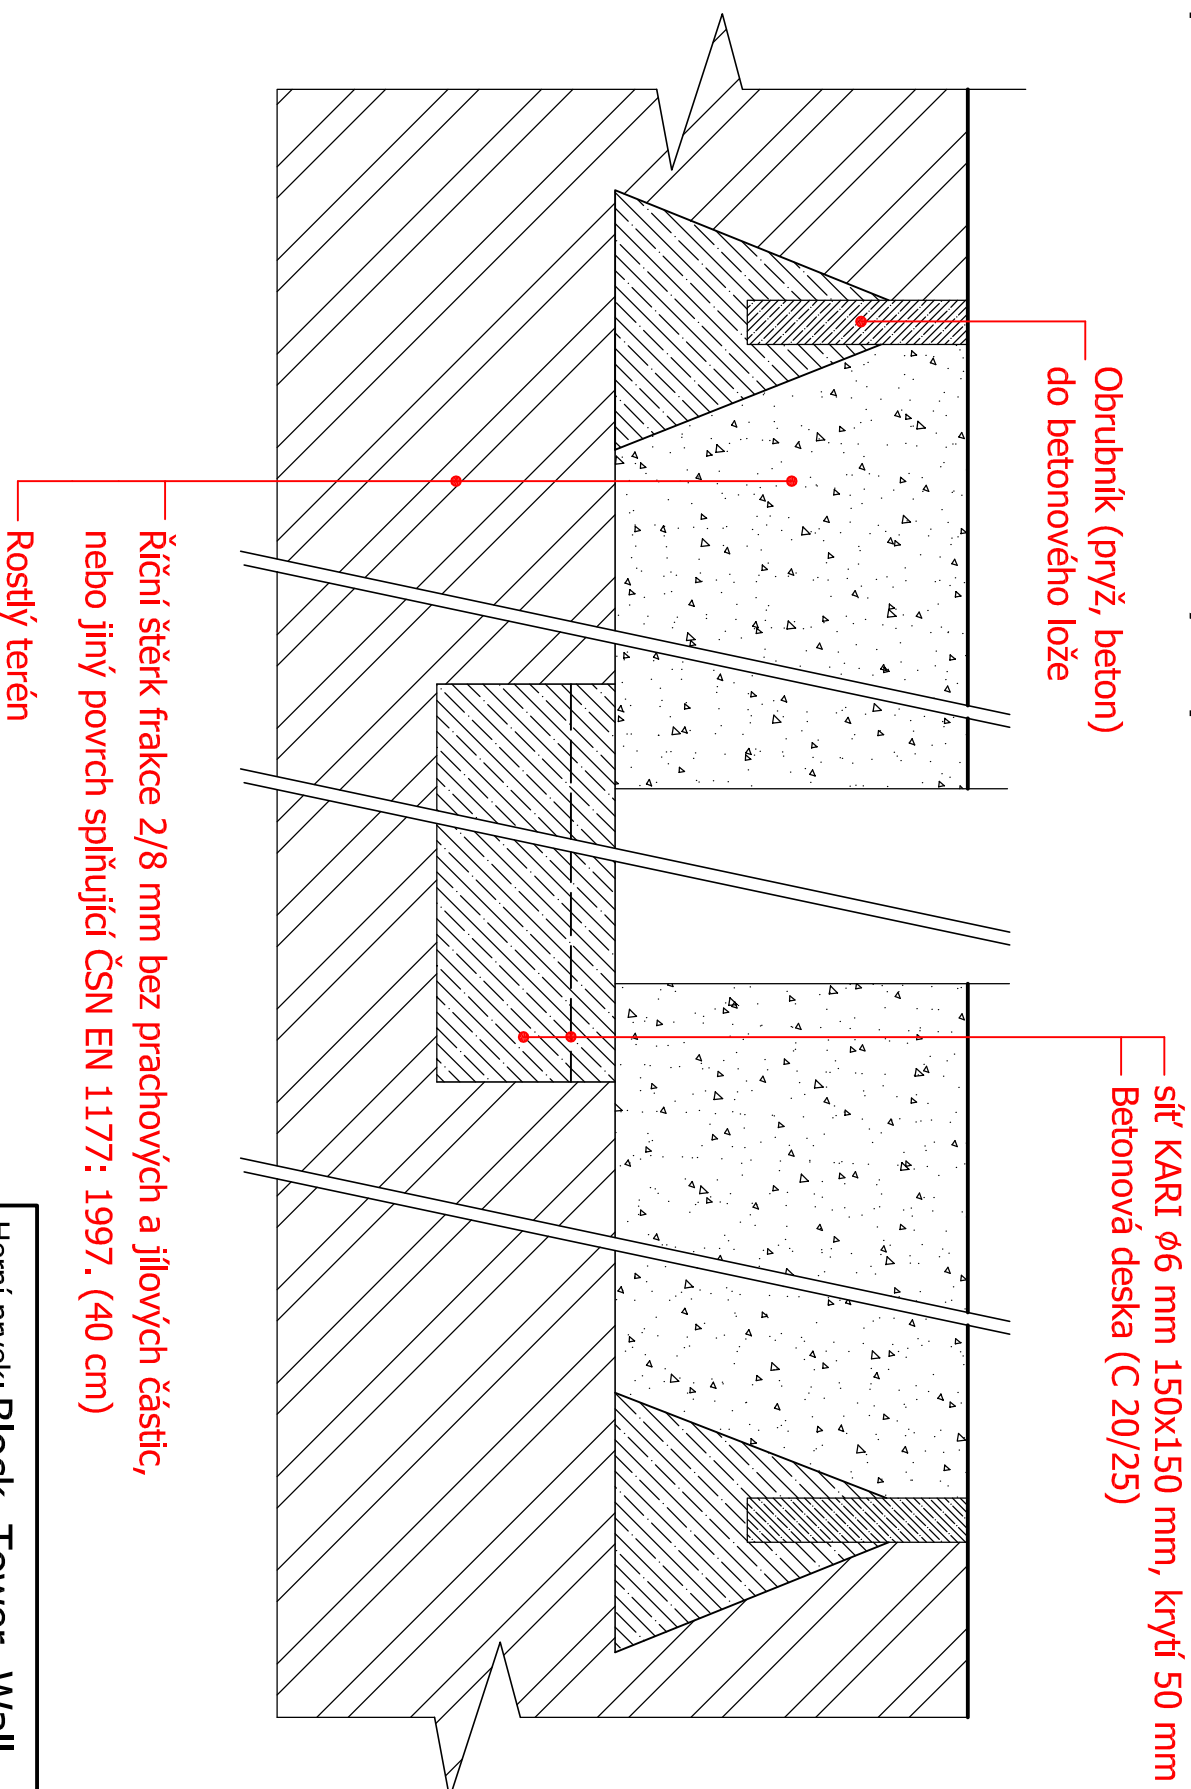 síť KARI ø6 mm 150x150 mm, krytí 50 mm
Betonová deska (C 20/25)
Obrubník (pryž, beton)
do betonového lože
Říční štěrk frakce 2/8 mm bez prachových a jílových částic,
nebo jiný povrch splňující ČSN EN 1177: 1997. (40 cm)
Rostlý terén